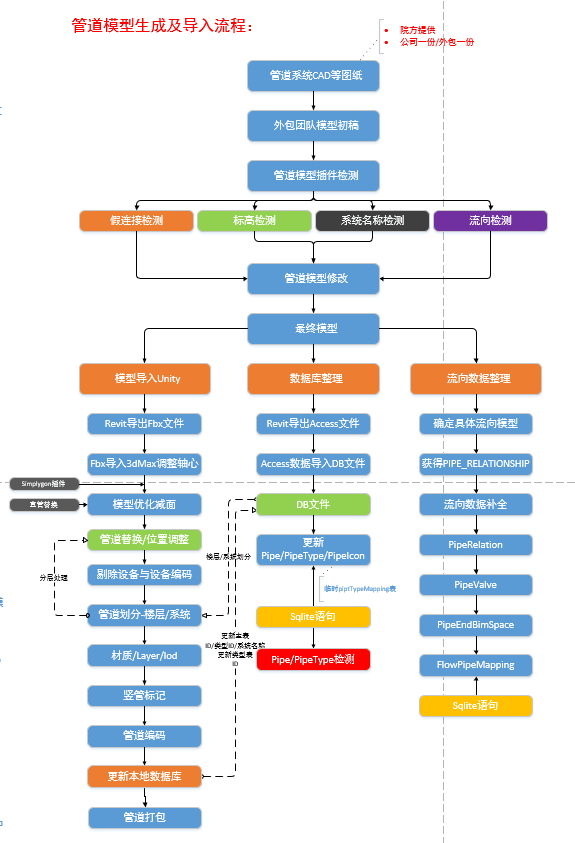 管道模型生成及导入流程：
院方提供
公司一份/外包一份
管道系统CAD等图纸
外包团队模型初稿
管道模型插件检测
假连接检测
标高检测
系统名称检测
流向检测
管道模型修改
最终模型
模型导入Unity
数据库整理
流向数据整理
Revit导出Fbx文件
Revit导出Access文件
确定具体流向模型
Fbx导入3dMax调整轴心
Access数据导入DB文件
获得PIPE_RELATIONSHIP
Simplygon插件
直管替换
模型优化减面
DB文件
流向数据补全
管道替换/位置调整
更新
Pipe/PipeType/PipeIcon
PipeRelation
楼层/系统划分
分层处理
剔除设备与设备编码
PipeValve
临时piptTypeMapping表
管道划分-楼层/系统
Sqlite语句
PipeEndBimSpace
更新主表
ID/类型ID/系统名称
更新类型表
ID
材质/Layer/lod
Pipe/PipeType检测
FlowPipeMapping
竖管标记
Sqlite语句
管道编码
更新本地数据库
管道打包